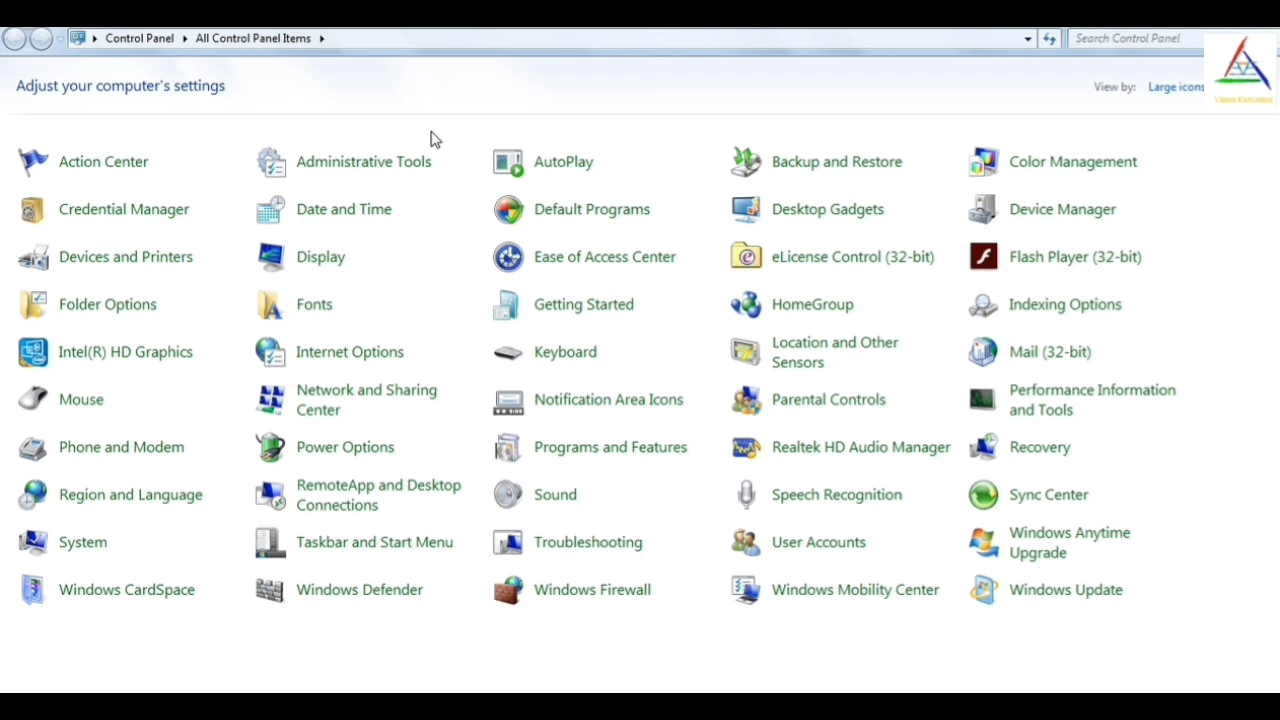 Control Panel All Control Panel Items Search Control Panel
Adjust your computer's settings
View by: Large icons
Action Center
Administrative Tools
AutoPlay
Backup and Restore
Color Management
Credential Manager
Date and Time
Default Programs
Desktop Gadgets
Device Manager
Devices and Printers
Display
Ease of Access Center
eLicense Control (32-bit)
Flash Player (32-bit)
Folder Options
Fonts
Getting Started
HomeGroup
Indexing Options
Intel(R) HD Graphics
Internet Options
Keyboard
Location and Other
Sensors
Mail (32-bit)
Mouse
Network and Sharing
Center
Notification Area Icons
Parental Controls
Performance Information
and Tools
Phone and Modem
Power Options
Programs and Features
Realtek HD Audio Manager
Recovery
Region and Language
RemoteApp and Desktop
Connections
Sound
Speech Recognition
Sync Center
System
Taskbar and Start Menu
Troubleshooting
User Accounts
Windows Anytime
Upgrade
Windows CardSpace
Windows Defender
Windows Firewall
Windows Mobility Center
Windows Update